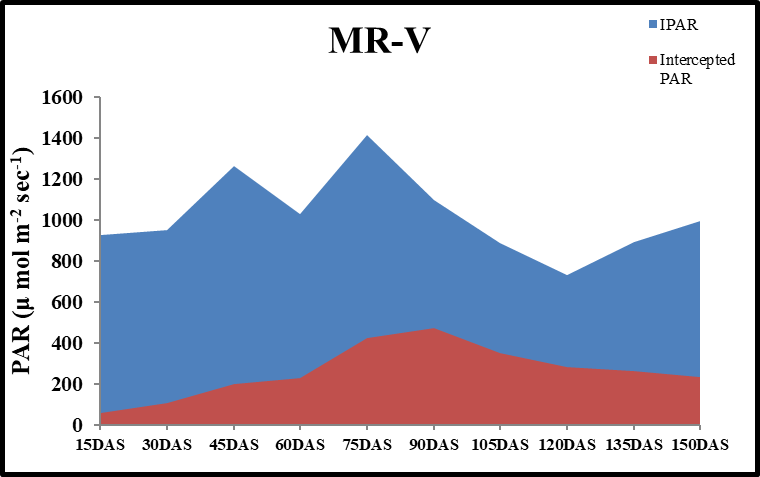 MR-V
IPAR
Intercepted
PAR
PAR (µ mol m⁻² sec⁻¹)
1600
1400
1200
1000
800
600
400
200
0
15DAS 30DAS 45DAS 60DAS 75DAS 90DAS 105DAS 120DAS 135DAS 150DAS